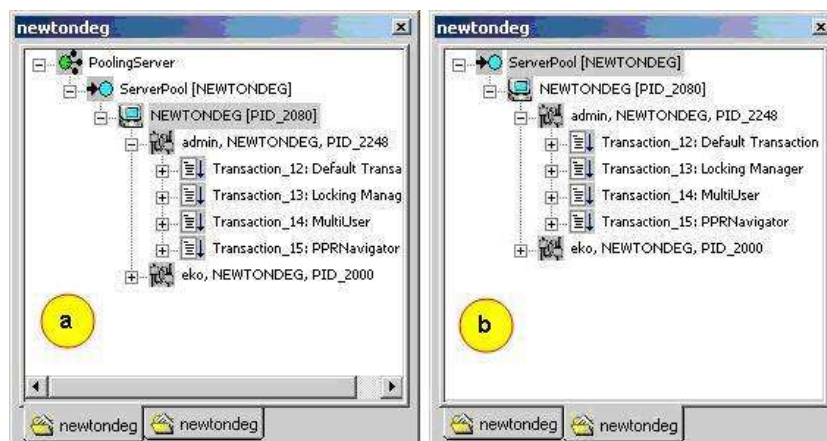 newtondeg
PoolingServer
ServerPool [NEWTONDEG]
NEWTONDEG [PID_2080]
admin, NEWTONDEG, PID_2248
Transaction_12: Default Transa
Transaction_13: Locking Manag
Transaction_14: MultiUser
Transaction_15: PPRNavigator
eko, NEWTONDEG, PID_2000
a
newtondeg
newtondeg
newtondeg
ServerPool [NEWTONDEG]
NEWTONDEG [PID_2080]
admin, NEWTONDEG, PID_2248
Transaction_12: Default Transaction
Transaction_13: Locking Manager
Transaction_14: MultiUser
Transaction_15: PPRNavigator
eko, NEWTONDEG, PID_2000
b
newtondeg
newtondeg